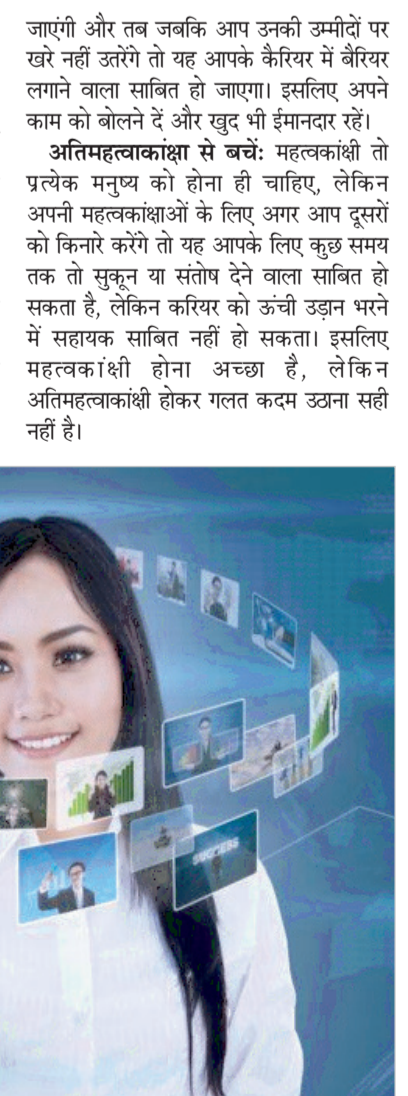 जाएंगी और तब जबकि आप उनकी उम्मीदों पर
खरे नहीं उतरेंगे तो यह आपके कैरियर में बैरियर
लगाने वाला साबित हो जाएगा। इसलिए अपने
काम को बोलने दें और खुद भी ईमानदार रहें।
अतिमहत्वाकांक्षा से बचें: महत्वकांक्षी तो
प्रत्येक मनुष्य को होना ही चाहिए, लेकिन
अपनी महत्वकांक्षाओं के लिए अगर आप दूसरों
को किनारे करेंगे तो यह आपके लिए कुछ समय
तक तो सुकून या संतोष देने वाला साबित हो
सकता है, लेकिन करियर को ऊंची उड़ान भरने
में सहायक साबित नहीं हो सकता। इसलिए
महत्वकांक्षी होना अच्छा है, लेकिन
अतिमहत्वाकांक्षी होकर गलत कदम उठाना सही
नहीं है।
SUCCESS